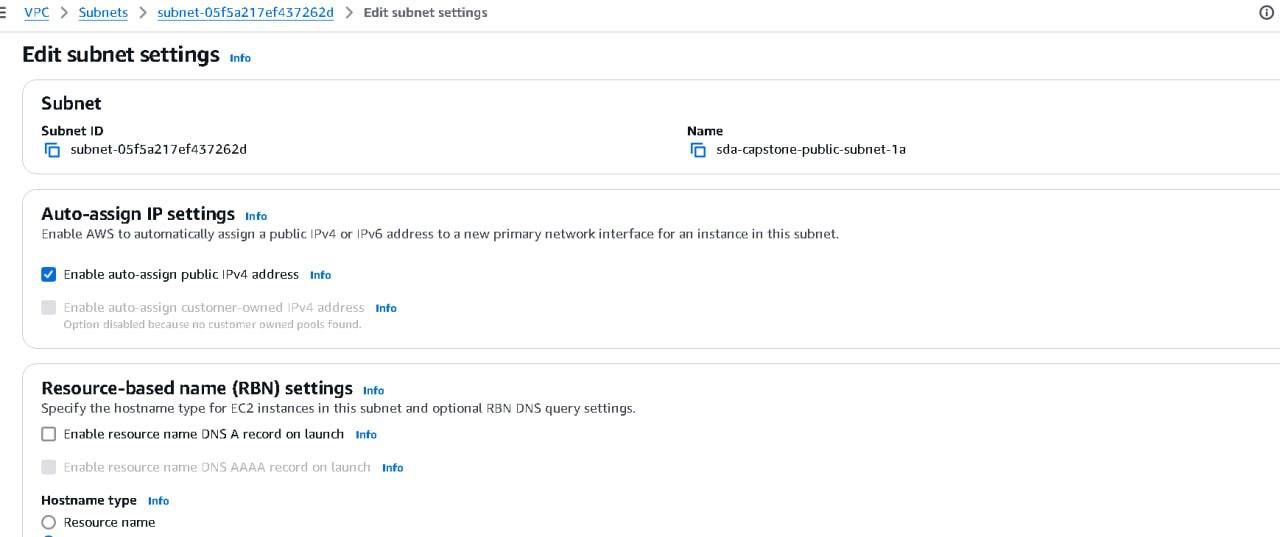 VPC > Subnets > subnet-05f5a217ef437262d > Edit subnet settings
Edit subnet settings Info
Subnet
Subnet ID
subnet-05f5a217ef437262d
Name
sda-capstone-public-subnet-1a
Auto-assign IP settings Info
Enable AWS to automatically assign a public IPv4 or IPv6 address to a new primary network interface for an instance in this subnet.
Enable auto-assign public IPv4 address Info
Enable auto-assign customer-owned IPv4 address Info
Option disabled because no customer owned pools found.
Resource-based name (RBN) settings Info
Specify the hostname type for EC2 instances in this subnet and optional RBN DNS query settings.
Enable resource name DNS A record on launch Info
Enable resource name DNS AAAA record on launch Info
Hostname type Info
Resource name